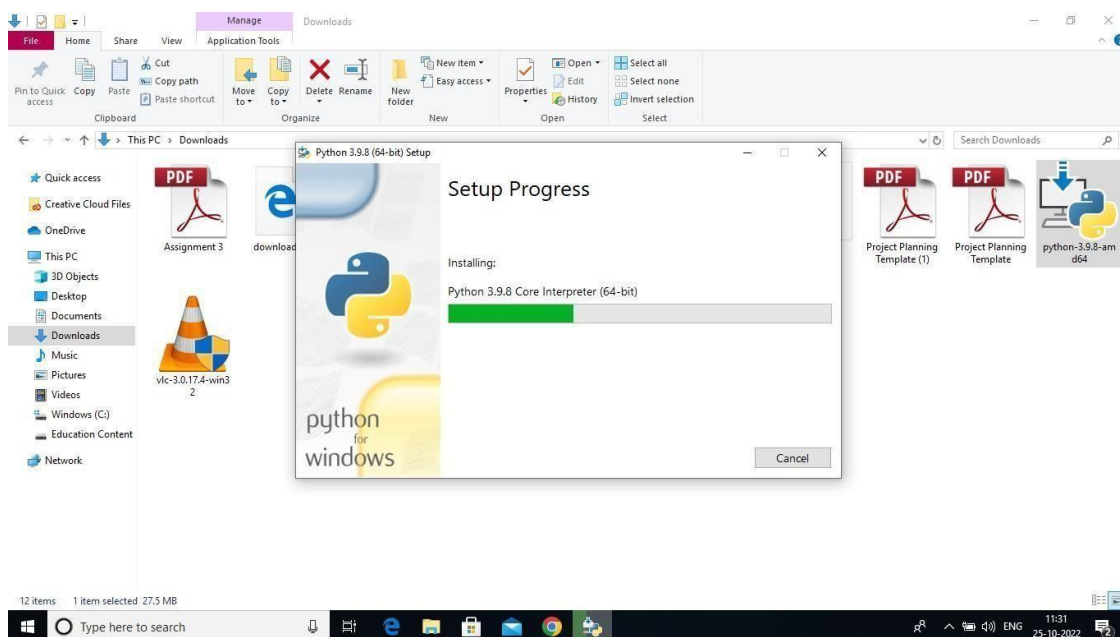 Manage
Downloads
File Home Share View Application Tools
Pin to Quick access
Copy
Paste
Cut
Copy path
Paste shortcut
Clipboard
Move to
Copy to
Delete
Rename
Organize
New folder
New item
Easy access
New
Properties
Open
Edit
History
Open
Select all
Select none
Invert selection
Select
This PC > Downloads
Search Downloads
Quick access
Creative Cloud Files
OneDrive
This PC
3D Objects
Desktop
Documents
Downloads
Music
Pictures
Videos
Windows (C:)
Education Content
Network
PDF
Assignment 3
download
vlc-3.0.17.4-win3
2
Python 3.9.8 (64-bit) Setup
Setup Progress
Installing:
Python 3.9.8 Core Interpreter (64-bit)
python
for
windows
Cancel
PDF
Project Planning
Template (1)
PDF
Project Planning
Template
python-3.9.8-am
d64
12 items 1 item selected 27.5 MB
Type here to search
ENG
11:31
25-10-2022